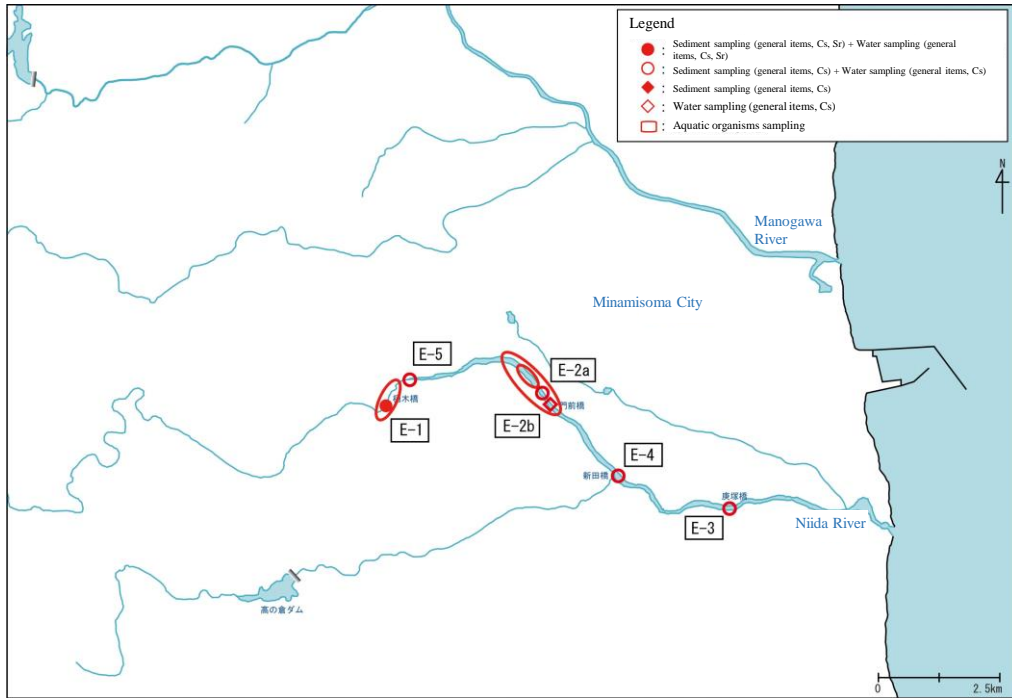 Legend
: Sediment sampling (general items, Cs, Sr) + Water sampling (general
items, Cs, Sr)
: Sediment sampling (general items, Cs) + Water sampling (general items, Cs)
: Sediment sampling (general items, Cs)
: Water sampling (general items, Cs)
: Aquatic organisms sampling
N
Manogawa
River
Minamisoma City
E-5
E-2a
木橋
門前橋
E-1
E-2b
E-4
新田橋
E-3
Niida River
高の倉ダム
0
2.5km